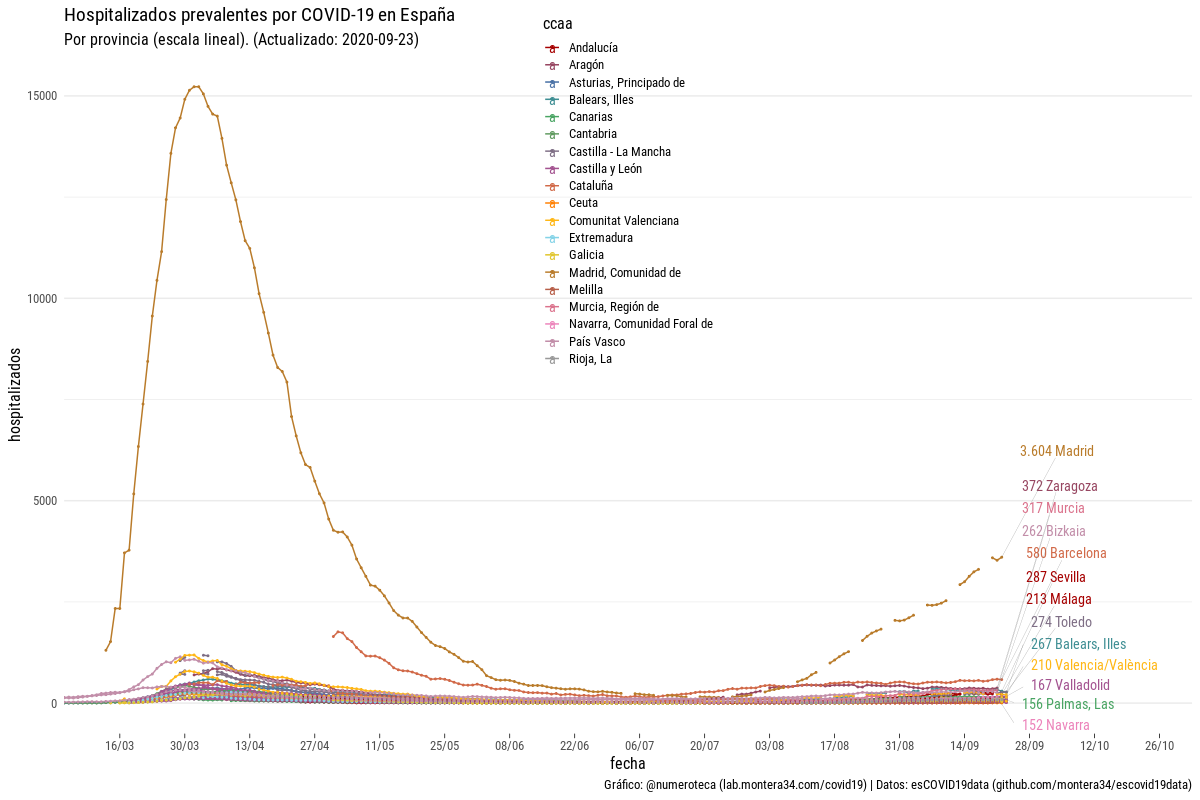 Hospitalizados prevalentes por COVID-19 en España
Por provincia (escala lineal). (Actualizado: 2020-09-23)
ccaa
Andalucía
Aragón
Asturias, Principado de
Balears, Illes
Canarias
Cantabria
Castilla - La Mancha
Castilla y León
Cataluña
Ceuta
Comunitat Valenciana
Extremadura
Galicia
Madrid, Comunidad de
Melilla
Murcia, Región de
Navarra, Comunidad Foral de
País Vasco
Rioja, La
hospitalizados
15000
10000
5000
0
3.604 Madrid
372 Zaragoza
317 Murcia
262 Bizkaia
580 Barcelona
287 Sevilla
213 Málaga
274 Toledo
267 Balears, Illes
210 Valencia/València
167 Valladolid
156 Palmas, Las
152 Navarra
16/03 30/03 13/04 27/04 11/05 25/05 08/06 22/06 06/07 20/07 03/08 17/08 31/08 14/09 28/09 12/10 26/10
fecha
Gráfico: @numeroteca (lab.montera34.com/covid19) | Datos: esCOVID19data (github.com/montera34/escovid19data)